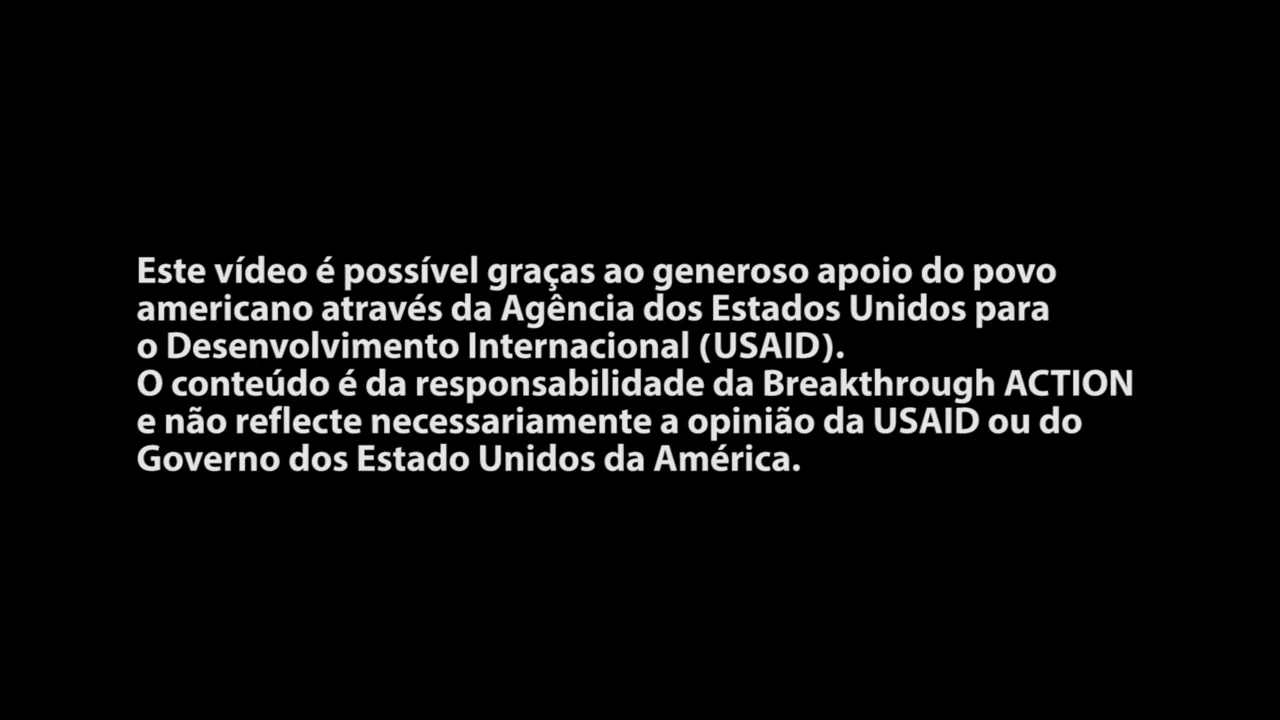 Este vídeo é possível graças ao generoso apoio do povo
americano através da Agência dos Estados Unidos para
o Desenvolvimento Internacional (USAID).
O conteúdo é da responsabilidade da Breakthrough ACTION
e não reflecte necessariamente a opinião da USAID ou do
Governo dos Estado Unidos da América.